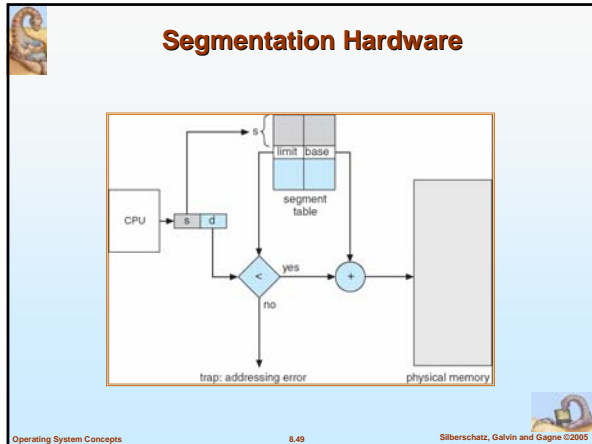 Segmentation Hardware
s
limit base
segment
table
CPU
s d
<
yes
+
no
trap: addressing error
physical memory
Operating System Concepts
8.49
Silberschatz, Galvin and Gagne ©2005